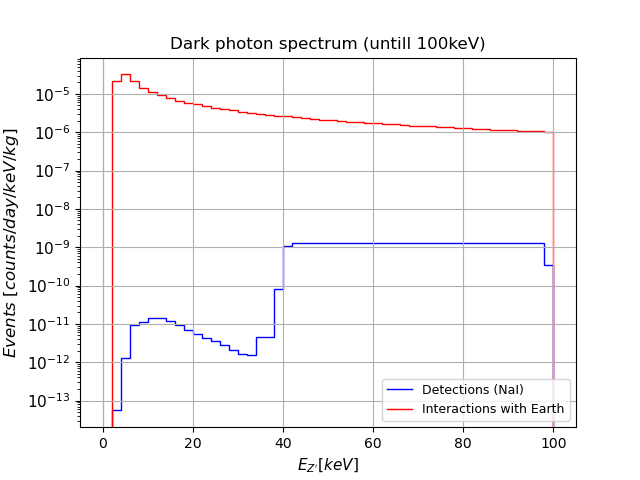 Dark photon spectrum (untill 100keV)
Events [counts/day/keV/kg]
10⁻⁵
10⁻⁶
10⁻⁷
10⁻⁸
10⁻⁹
10⁻¹⁰
10⁻¹¹
10⁻¹²
10⁻¹³
Detections (NaI)
Interactions with Earth
0 20 40 60 80 100
E_Z′[keV]